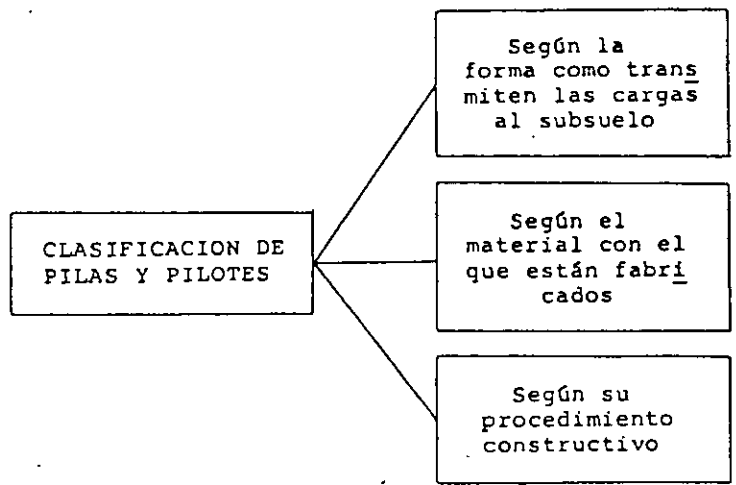 Según la
forma como trans
miten las cargas
al subsuelo
CLASIFICACION DE
PILAS Y PILOTES
Según el
material con el
que están fabri
cados
Según su
procedimiento
constructivo